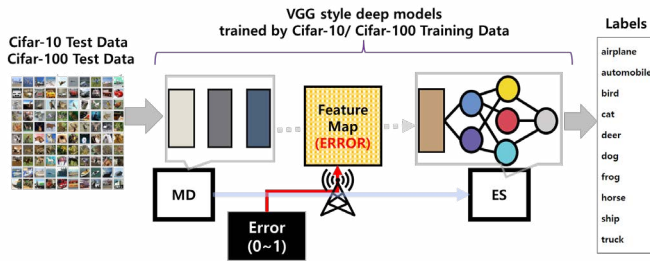 VGG style deep models
trained by Cifar-10/ Cifar-100 Training Data
Labels
Cifar-10 Test Data
Cifar-100 Test Data
Feature
Map
(ERROR)
MD
ES
Error
(0~1)
airplane
automobile
bird
cat
deer
dog
frog
horse
ship
truck